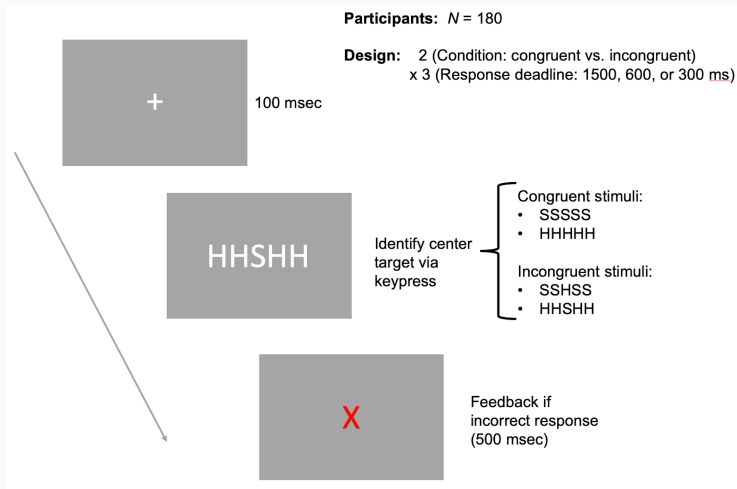 Participants: N = 180
Design: 2 (Condition: congruent vs. incongruent)
x 3 (Response deadline: 1500, 600, or 300 ms)
+
100 msec
HHSHH
Identify center
target via
keypress
Congruent stimuli:
• SSSSS
• HHHHH
Incongruent stimuli:
• SSHSS
• HHSHH
X
Feedback if
incorrect response
(500 msec)